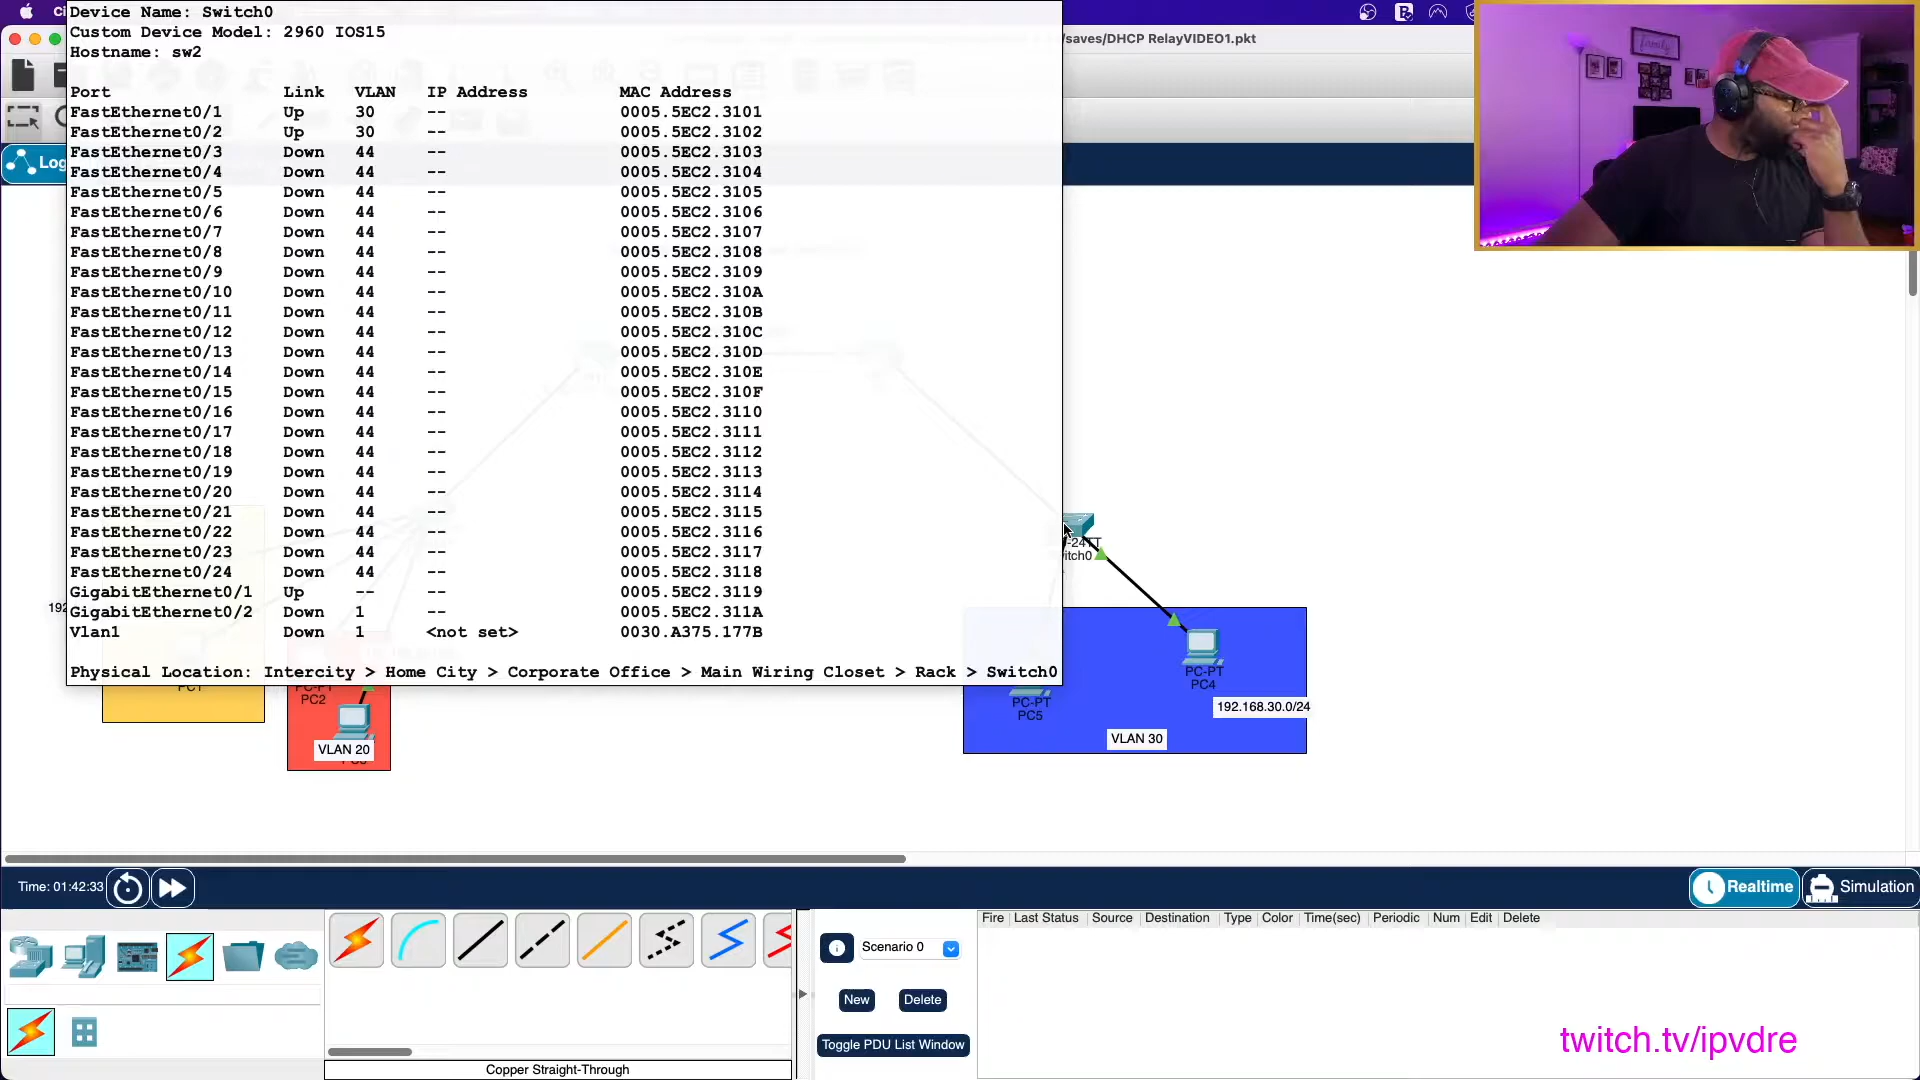 Device Name: Switch0
Custom Device Model: 2960 IOS15
Hostname: sw2
/saves/DHCP RelayVIDEO1.pkt
Port Link VLAN IP Address MAC Address
FastEthernet0/1 Up 30 -- 0005.5EC2.3101
FastEthernet0/2 Up 30 -- 0005.5EC2.3102
FastEthernet0/3 Down 44 -- 0005.5EC2.3103
FastEthernet0/4 Down 44 -- 0005.5EC2.3104
FastEthernet0/5 Down 44 -- 0005.5EC2.3105
FastEthernet0/6 Down 44 -- 0005.5EC2.3106
FastEthernet0/7 Down 44 -- 0005.5EC2.3107
FastEthernet0/8 Down 44 -- 0005.5EC2.3108
FastEthernet0/9 Down 44 -- 0005.5EC2.3109
FastEthernet0/10 Down 44 -- 0005.5EC2.310A
FastEthernet0/11 Down 44 -- 0005.5EC2.310B
FastEthernet0/12 Down 44 -- 0005.5EC2.310C
FastEthernet0/13 Down 44 -- 0005.5EC2.310D
FastEthernet0/14 Down 44 -- 0005.5EC2.310E
FastEthernet0/15 Down 44 -- 0005.5EC2.310F
FastEthernet0/16 Down 44 -- 0005.5EC2.3110
FastEthernet0/17 Down 44 -- 0005.5EC2.3111
FastEthernet0/18 Down 44 -- 0005.5EC2.3112
FastEthernet0/19 Down 44 -- 0005.5EC2.3113
FastEthernet0/20 Down 44 -- 0005.5EC2.3114
FastEthernet0/21 Down 44 -- 0005.5EC2.3115
FastEthernet0/22 Down 44 -- 0005.5EC2.3116
FastEthernet0/23 Down 44 -- 0005.5EC2.3117
FastEthernet0/24 Down 44 -- 0005.5EC2.3118
GigabitEthernet0/1 Up -- -- 0005.5EC2.3119
GigabitEthernet0/2 Down 1 -- 0005.5EC2.311A
Vlan1 Down 1 <not set> 0030.A375.177B
Physical Location: Intercity > Home City > Corporate Office > Main Wiring Closet > Rack > Switch0
Log
family
-24TT
itch0
192
PC1
PC-PT
PC2
VLAN 20
PC-PT
PC4
PC-PT
PC5
192.168.30.0/24
VLAN 30
Time: 01:42:33
Realtime
Simulation
Scenario 0
New
Delete
Toggle PDU List Window
Fire Last Status Source Destination Type Color Time(sec) Periodic Num Edit Delete
Copper Straight-Through
twitch.tv/ipvdre